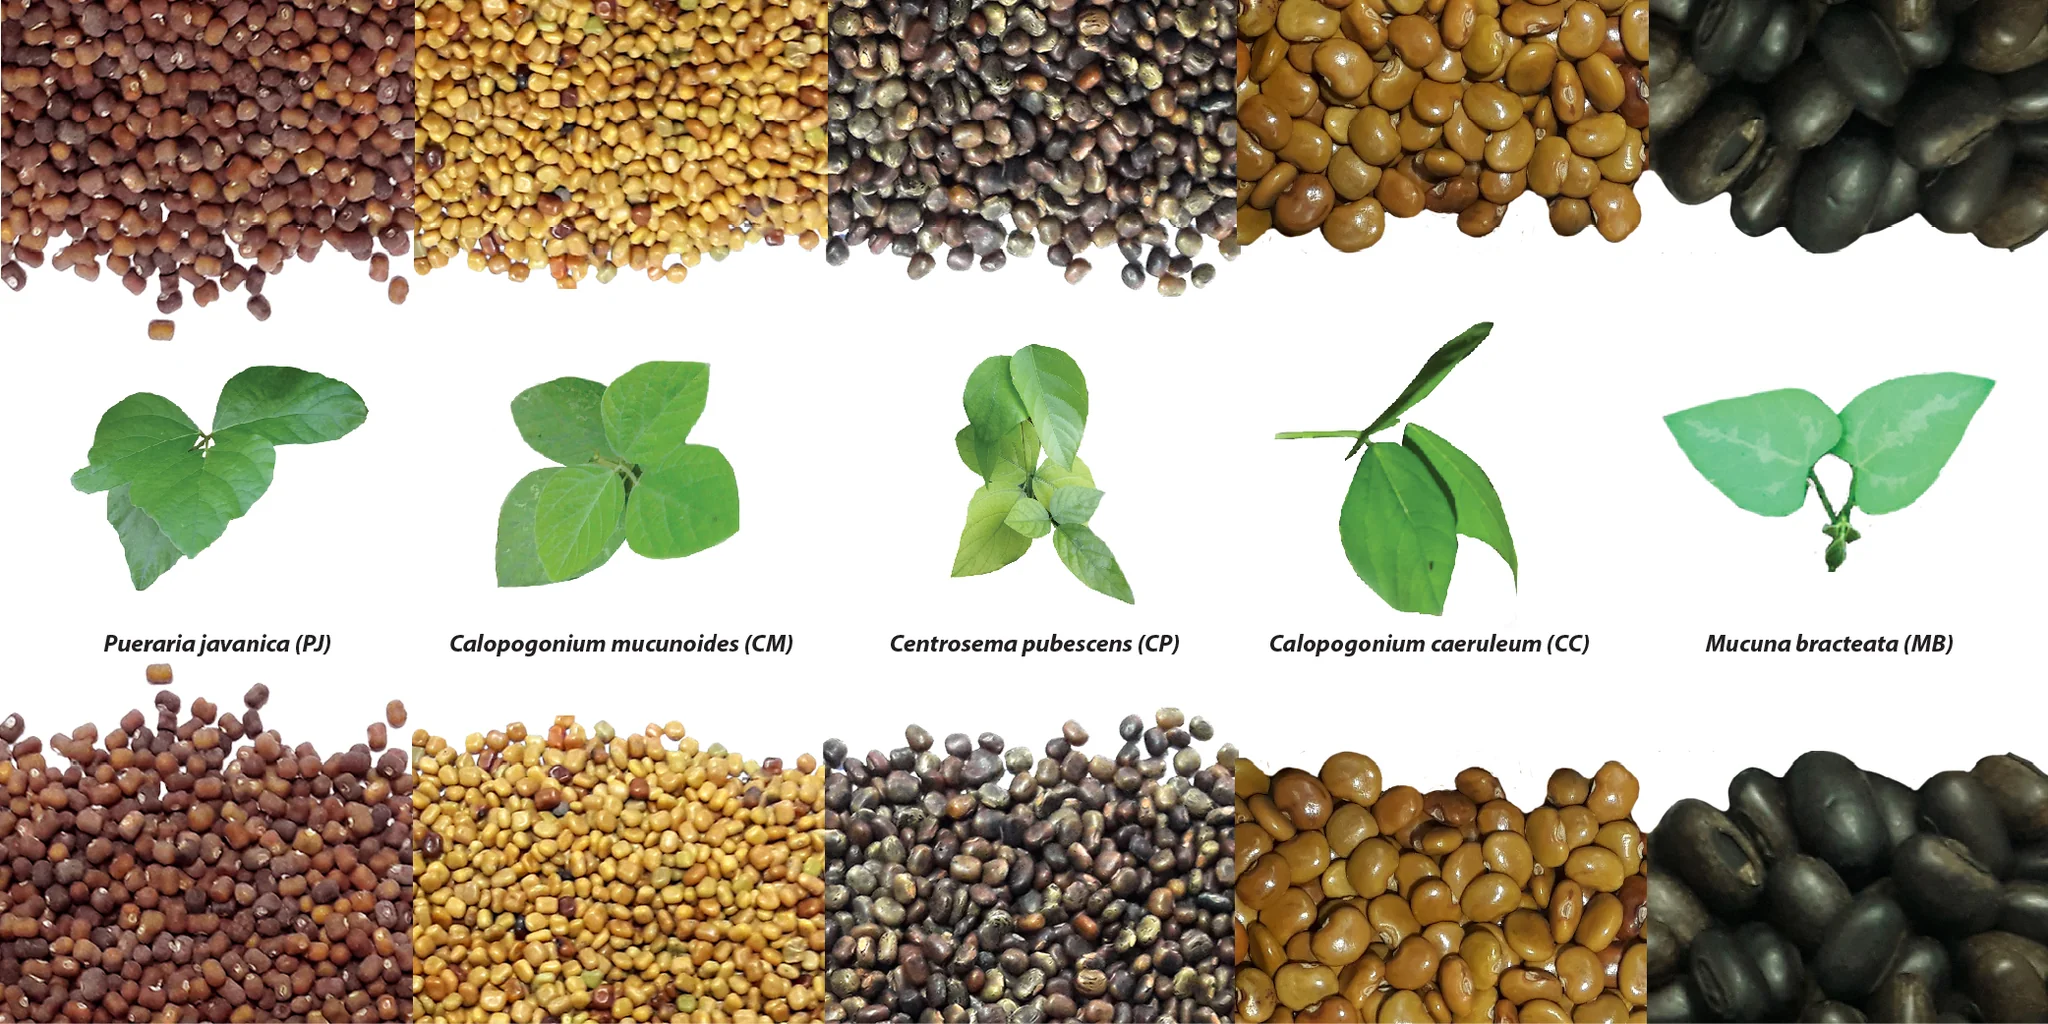 Pueraria javanica (PJ)
Calopogonium mucunoides (CM)
Centrosema pubescens (CP)
Calopogonium caeruleum (CC)
Mucuna bracteata (MB)